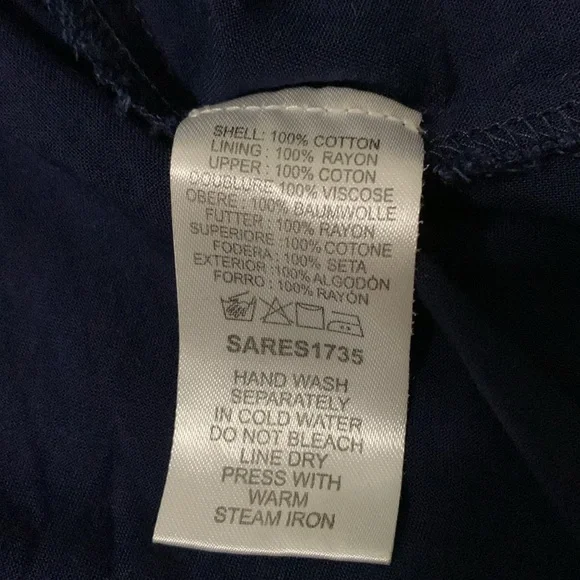 SHELL: 100% COTTON
LINING : 100% RAYON
UPPER : 100% COTON
DOUBLURE 100% VISCOSE
OBERE : 100% BAUMWOLLE
FUTTER : 100% RAYON
SUPERIORE : 100% COTONE
FODERA : 100% SETA
EXTERIOR : 100% ALGODÓN
FORRO : 100% RAYÓN
SARES1735
HAND WASH
SEPARATELY
IN COLD WATER
DO NOT BLEACH
LINE DRY
PRESS WITH
WARM
STEAM IRON